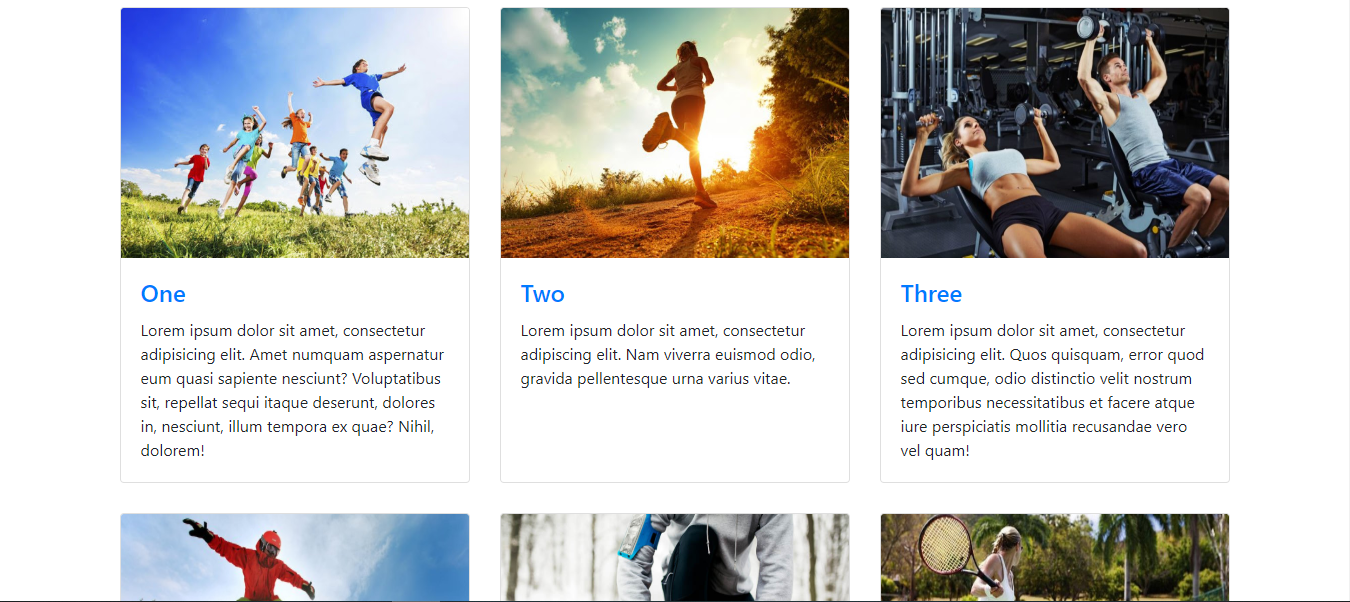 One
Lorem ipsum dolor sit amet, consectetur
adipisicing elit. Amet numquam aspernatur
eum quasi sapiente nesciunt? Voluptatibus
sit, repellat sequi itaque deserunt, dolores
in, nesciunt, illum tempora ex quae? Nihil,
dolorem!
Two
Lorem ipsum dolor sit amet, consectetur
adipiscing elit. Nam viverra euismod odio,
gravida pellentesque urna varius vitae.
Three
Lorem ipsum dolor sit amet, consectetur
adipisicing elit. Quos quisquam, error quod
sed cumque, odio distinctio velit nostrum
temporibus necessitatibus et facere atque
iure perspiciatis mollitia recusandae vero
vel quam!